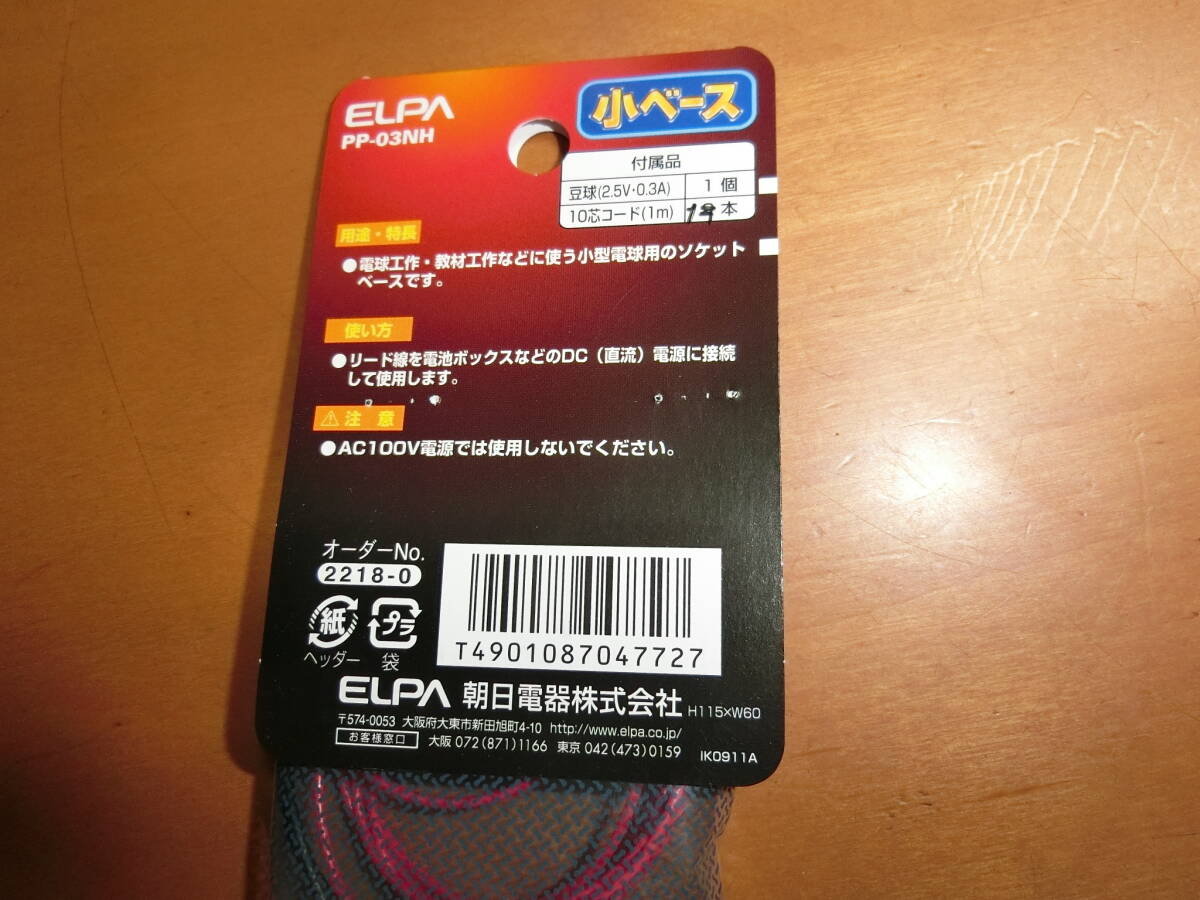 ELPA
PP-03NH
小ベース
付属品
豆球(2.5V・0.3A) 1個
10芯コード(1m) 本
用途・特長
●電球工作・教材工作などに使う小型電球用のソケット
ベースです。
使い方
●リード線を電池ボックスなどのDC（直流）電源に接続
して使用します。
⚠注 意
●AC100V電源では使用しないでください。
オーダーNo.
2218-0
紙 プラ
ヘッダー 袋
T4901087047727
ELPA 朝日電器株式会社 H115×W60
〒574-0053 大阪府大東市新田旭町4-10 http://www.elpa.co.jp/
お客様窓口 大阪 072(871)1166 東京 042(473)0159
IK0911A